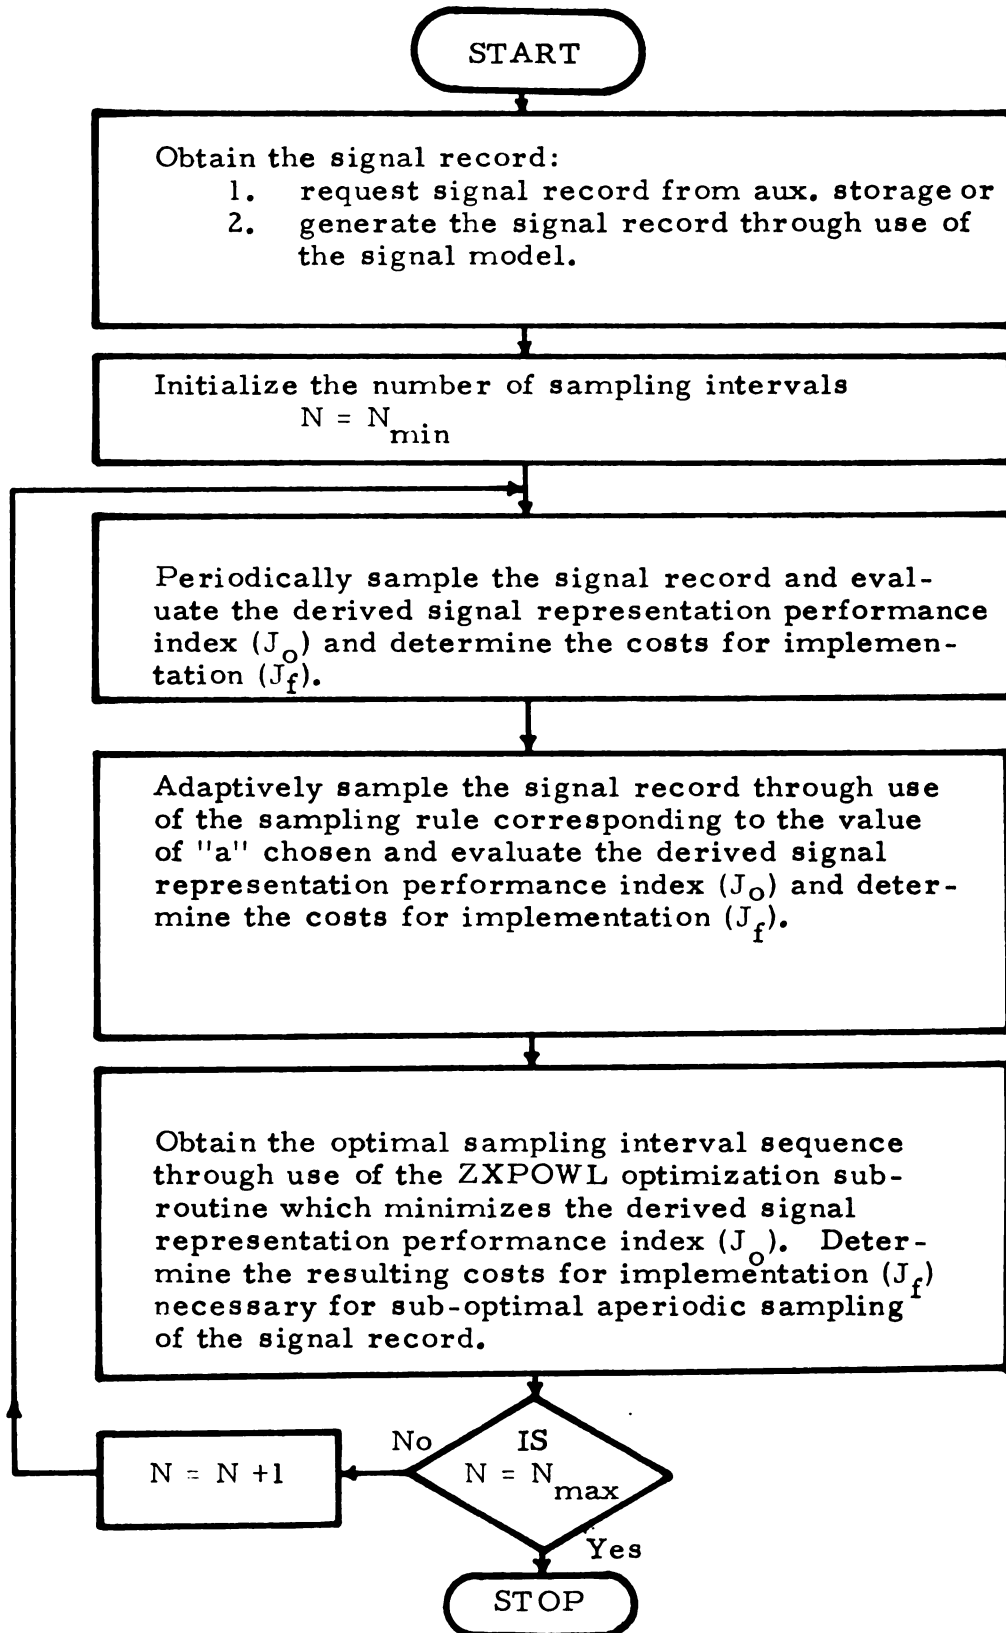 START
Obtain the signal record:
1. request signal record from aux. storage or
2. generate the signal record through use of
the signal model.
Initialize the number of sampling intervals
N = N_min
Periodically sample the signal record and eval-
uate the derived signal representation performance
index (J_o) and determine the costs for implemen-
tation (J_f).
Adaptively sample the signal record through use
of the sampling rule corresponding to the value
of "a" chosen and evaluate the derived signal
representation performance index (J_o) and deter-
mine the costs for implementation (J_f).
Obtain the optimal sampling interval sequence
through use of the ZXPOWL optimization sub-
routine which minimizes the derived signal
representation performance index (J_o). Deter-
mine the resulting costs for implementation (J_f)
necessary for sub-optimal aperiodic sampling
of the signal record.
No
IS
N = N_max
N = N +1
Yes
STOP